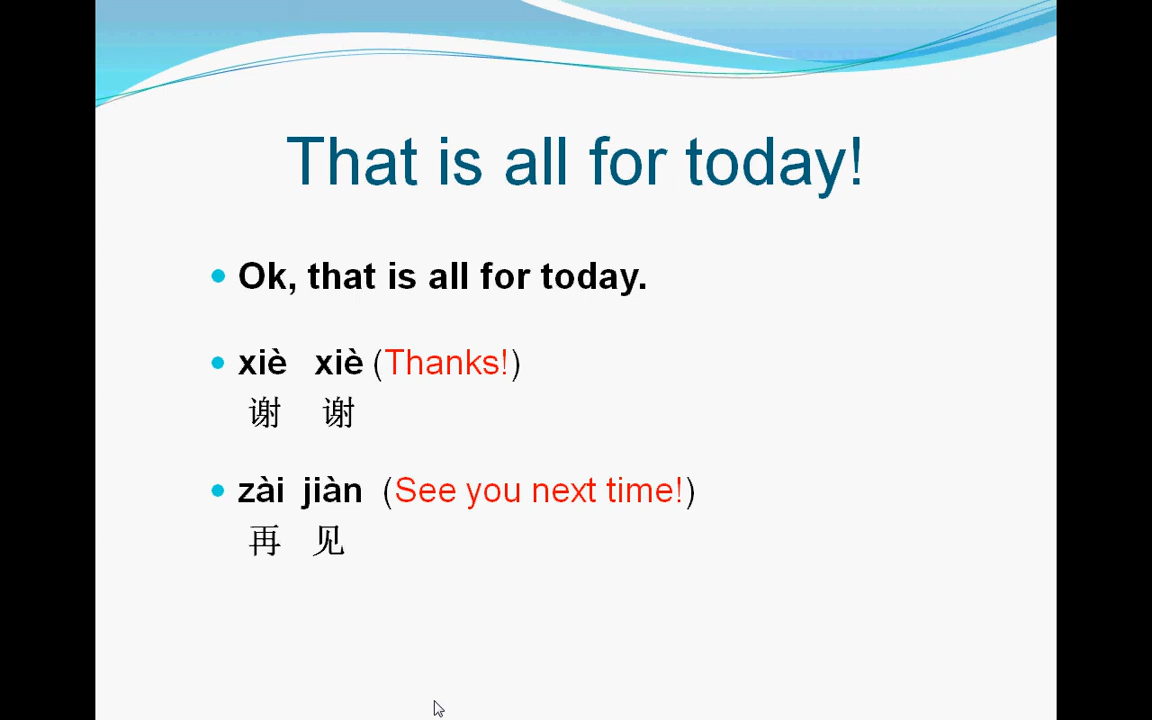 That is all for today!
Ok, that is all for today.
xiè xiè (Thanks!)
谢 谢
zài jiàn (See you next time!)
再 见